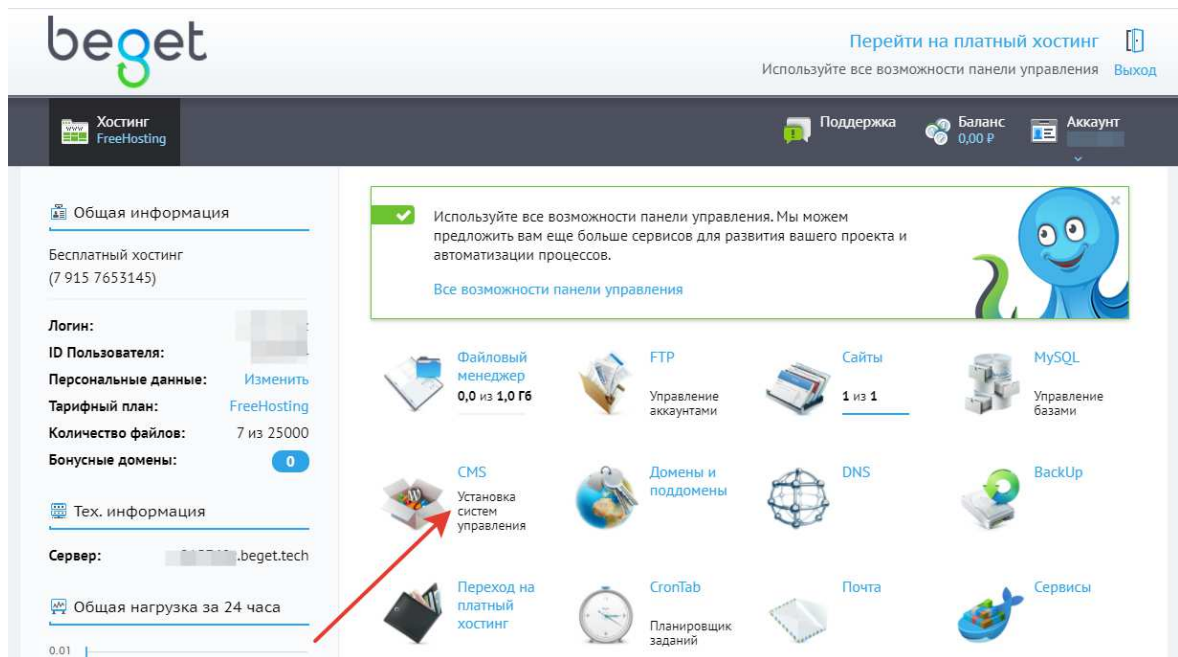 beget
Перейти на платный хостинг
Используйте все возможности панели управления Выход
Хостинг
FreeHosting
Поддержка
Баланс
0,00 ₽
Аккаунт
Общая информация
Бесплатный хостинг
(7 915 7653145)
Логин:
ID Пользователя:
Персональные данные: Изменить
Тарифный план: FreeHosting
Количество файлов: 7 из 25000
Бонусные домены: 0
Тех. информация
Сервер: .beget.tech
Общая нагрузка за 24 часа
0.01
Используйте все возможности панели управления. Мы можем
предложить вам еще больше сервисов для развития вашего проекта и
автоматизации процессов.
Все возможности панели управления
Файловый
менеджер
0,0 из 1,0 Гб
FTP
Управление
аккаунтами
Сайты
1 из 1
MySQL
Управление
базами
CMS
Установка
систем
управления
Домены и
поддомены
DNS
BackUp
Переход на
платный
хостинг
CronTab
Планировщик
заданий
Почта
Сервисы